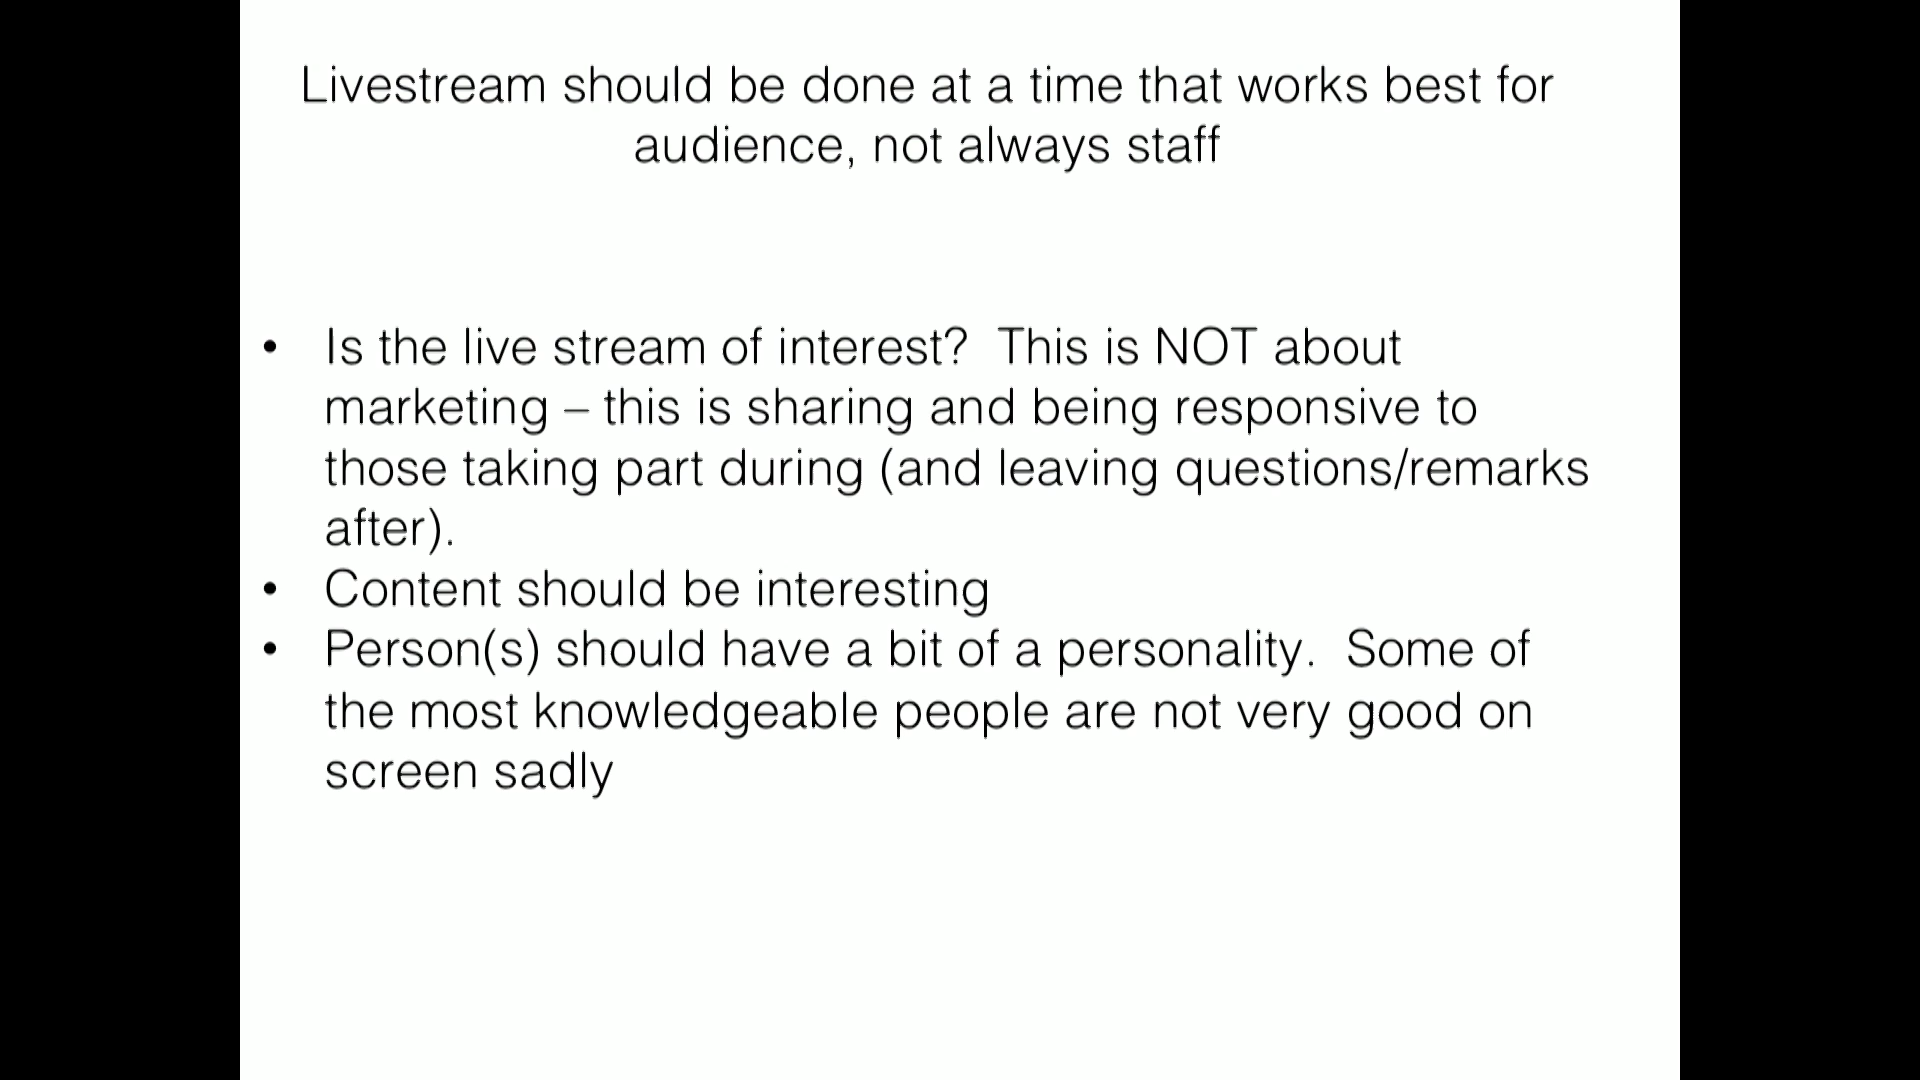 Livestream should be done at a time that works best for
audience, not always staff
• Is the live stream of interest?  This is NOT about
marketing – this is sharing and being responsive to
those taking part during (and leaving questions/remarks
after).
• Content should be interesting
• Person(s) should have a bit of a personality.  Some of
the most knowledgeable people are not very good on
screen sadly